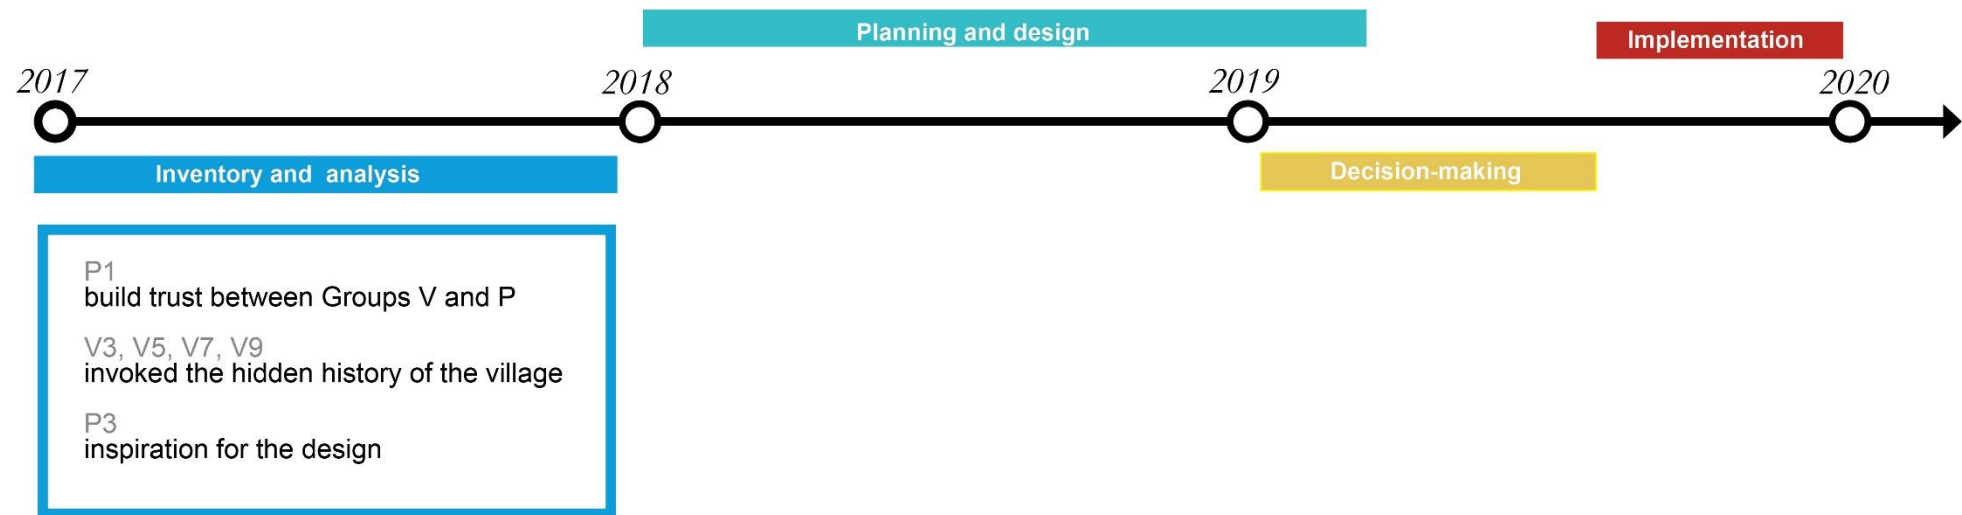 Planning and design
Implementation
2017
2018
2019
2020
Inventory and  analysis
Decision-making
P1
build trust between Groups V and P
V3, V5, V7, V9
invoked the hidden history of the village
P3
inspiration for the design